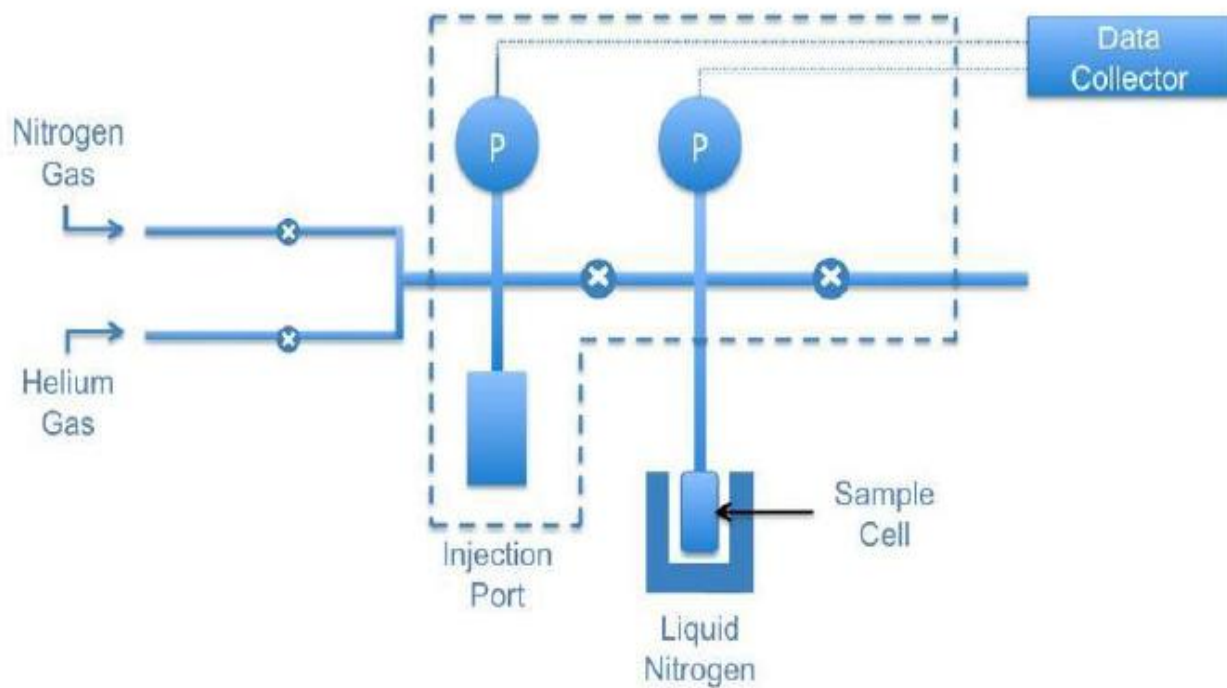 Data
Collector
Nitrogen
Gas
P
P
Helium
Gas
Sample
Cell
Injection
Port
Liquid
Nitrogen